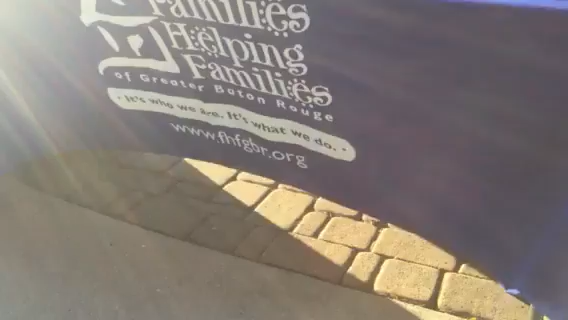 Families
Helping
Families
of Greater Baton Rouge
• It's who we are. It's what we do. •
www.fhfgbr.org